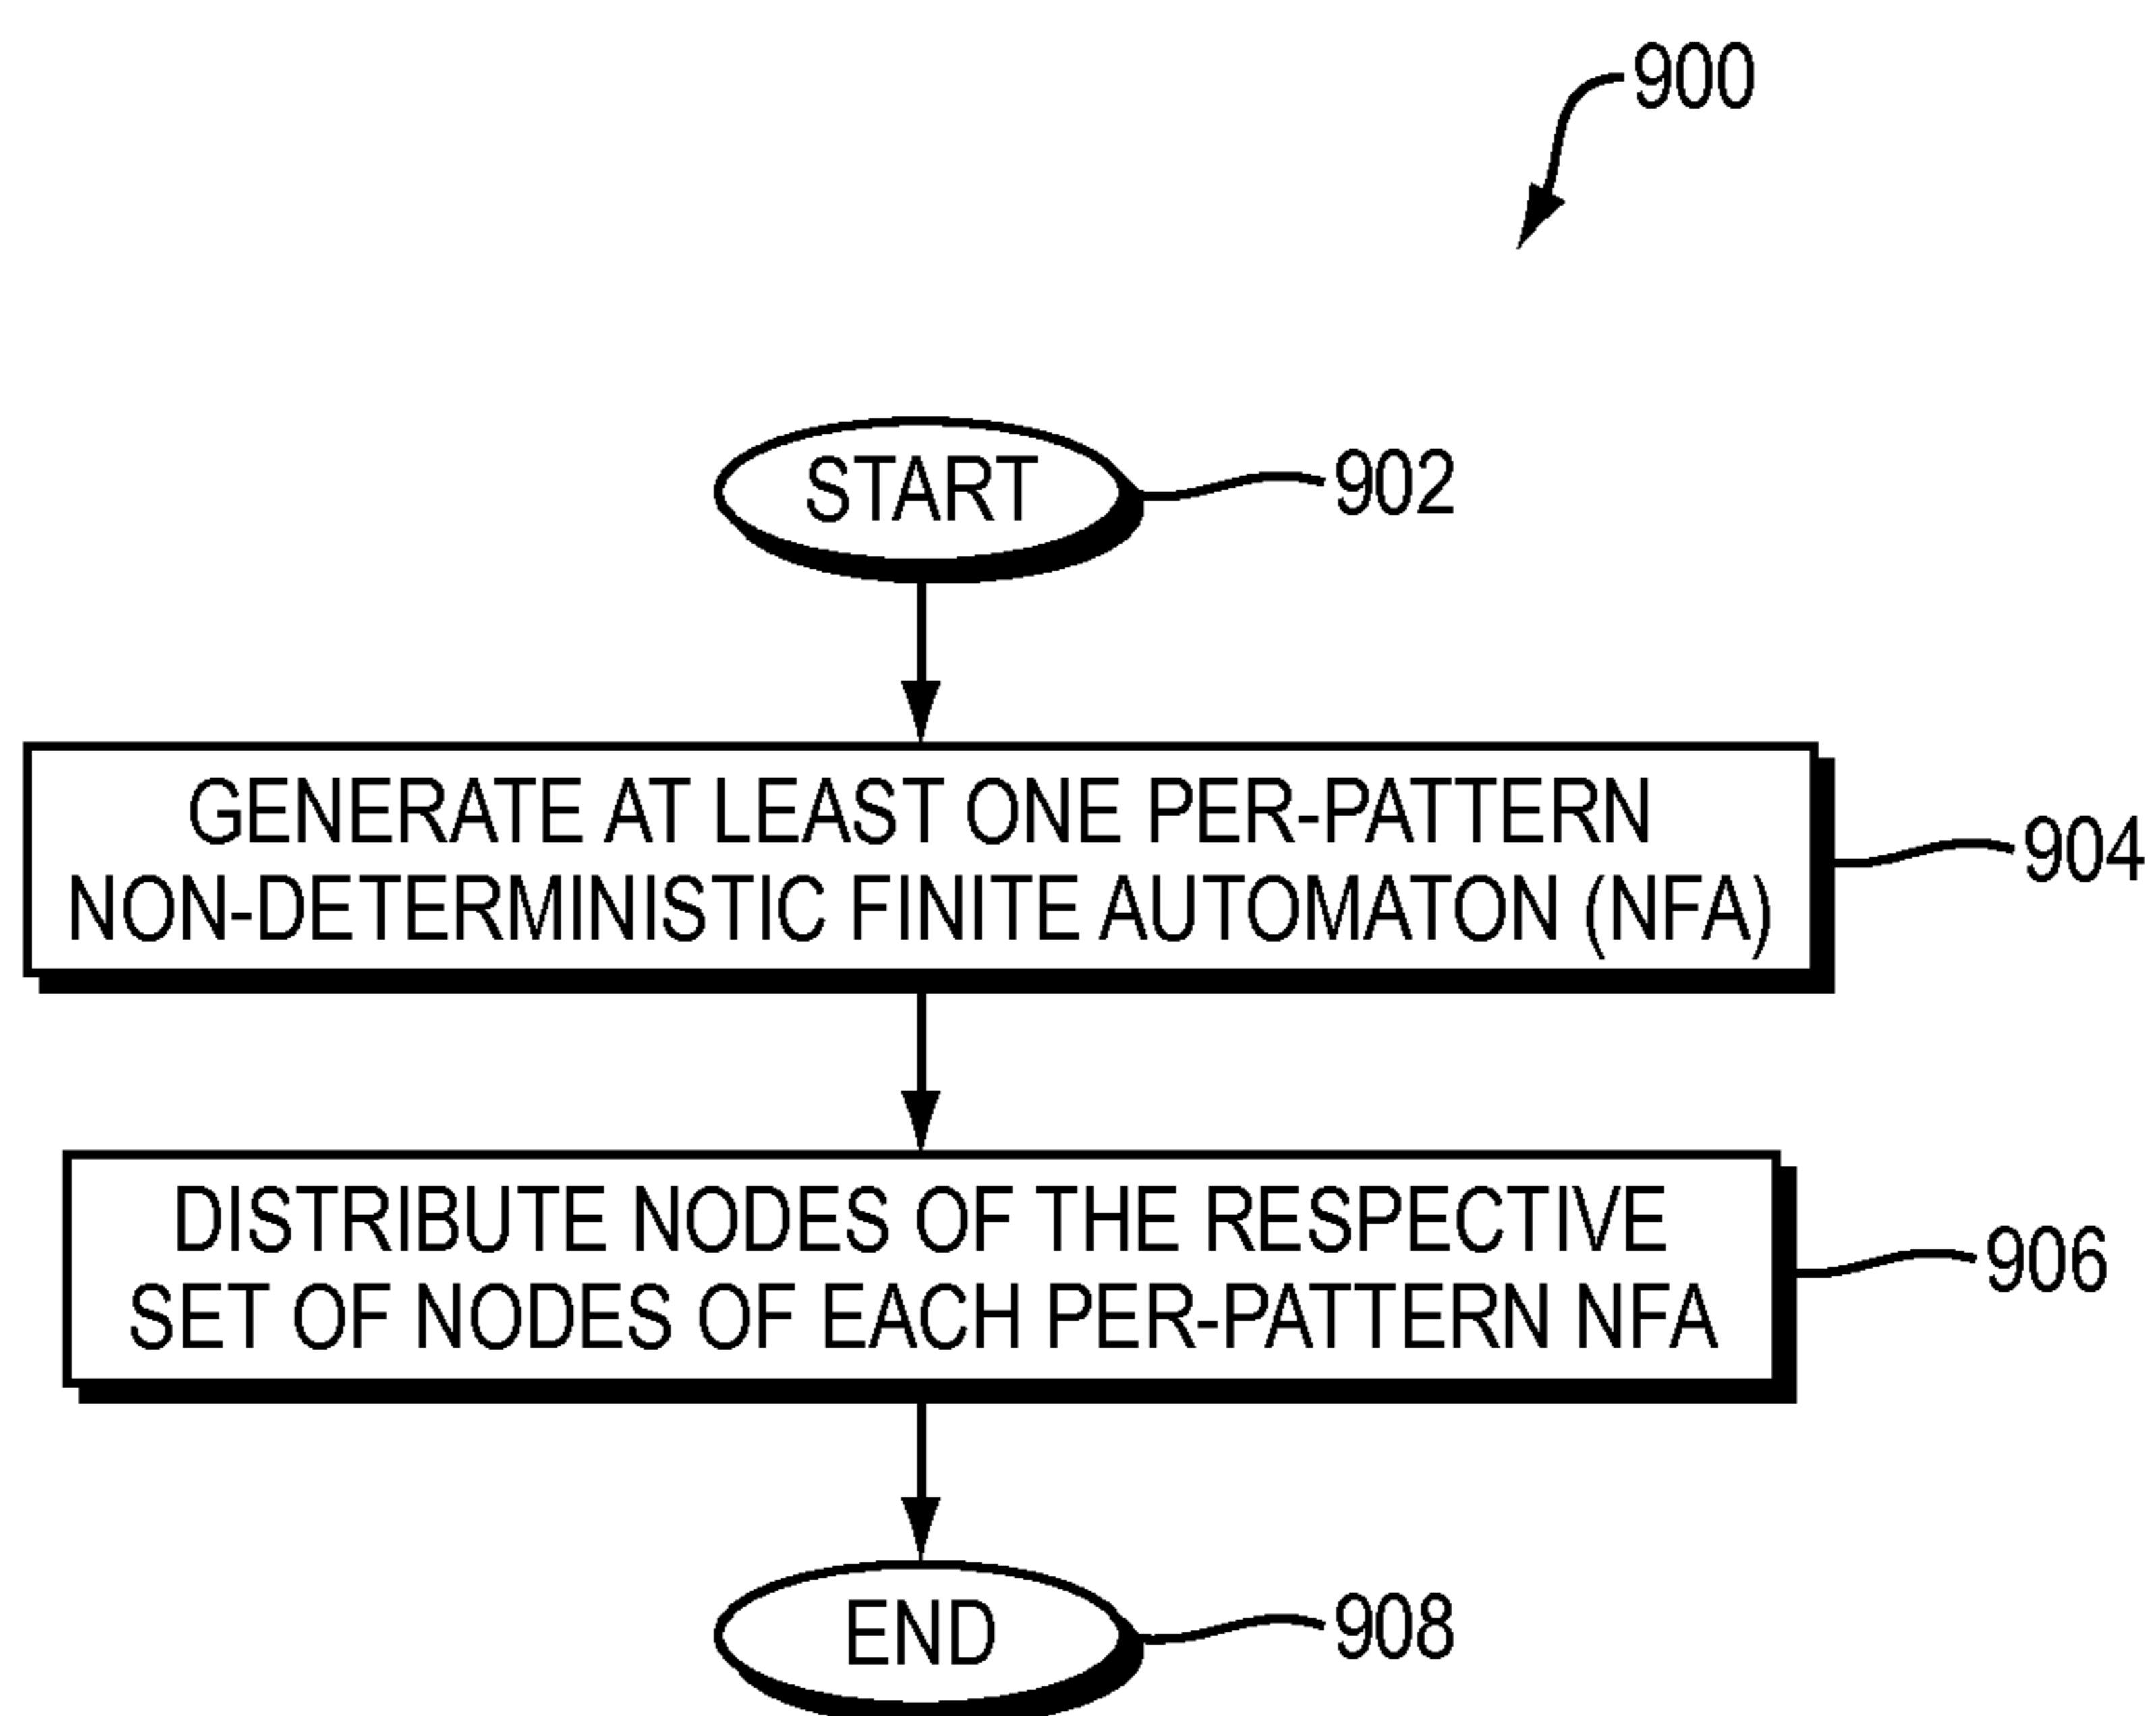 900
START
902
GENERATE AT LEAST ONE PER-PATTERN
NON-DETERMINISTIC FINITE AUTOMATON (NFA)
904
DISTRIBUTE NODES OF THE RESPECTIVE
SET OF NODES OF EACH PER-PATTERN NFA
906
END
908